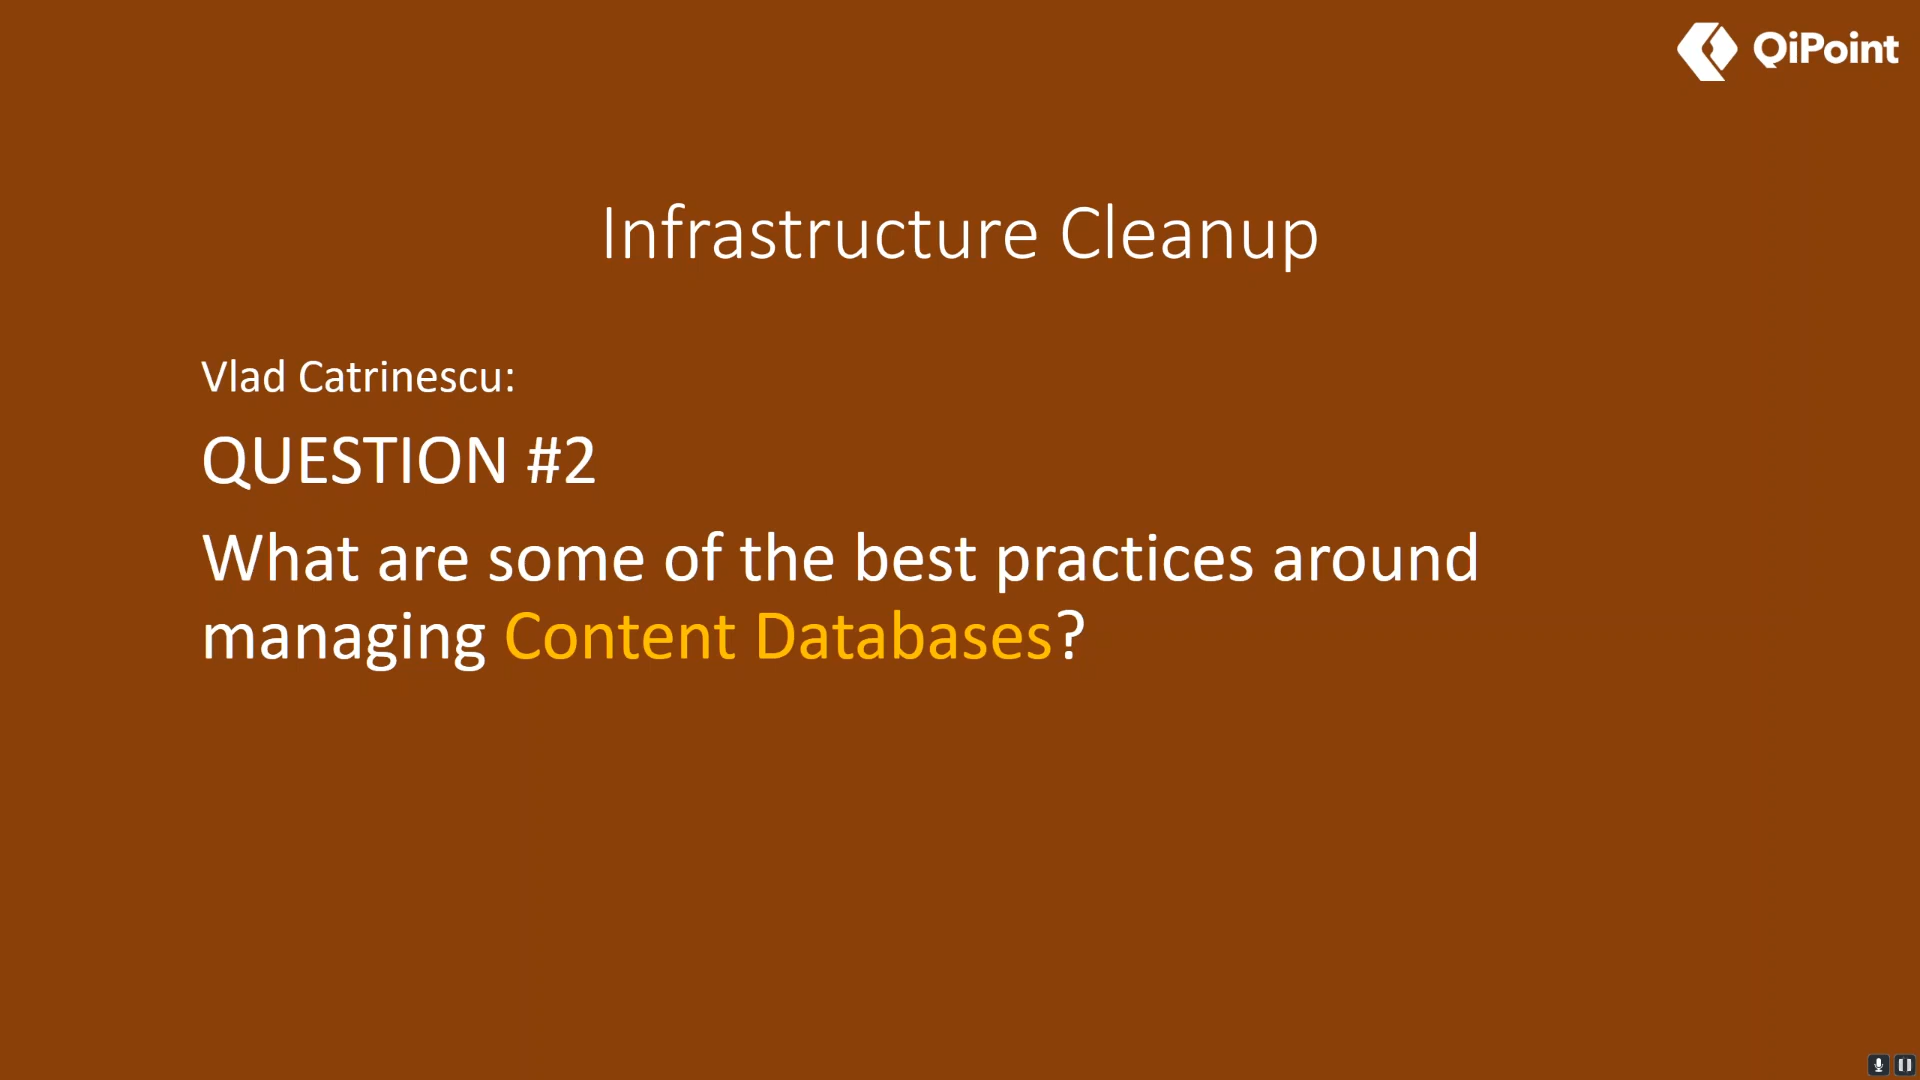 QiPoint
Infrastructure Cleanup
Vlad Catrinescu:
QUESTION #2
What are some of the best practices around
managing Content Databases?